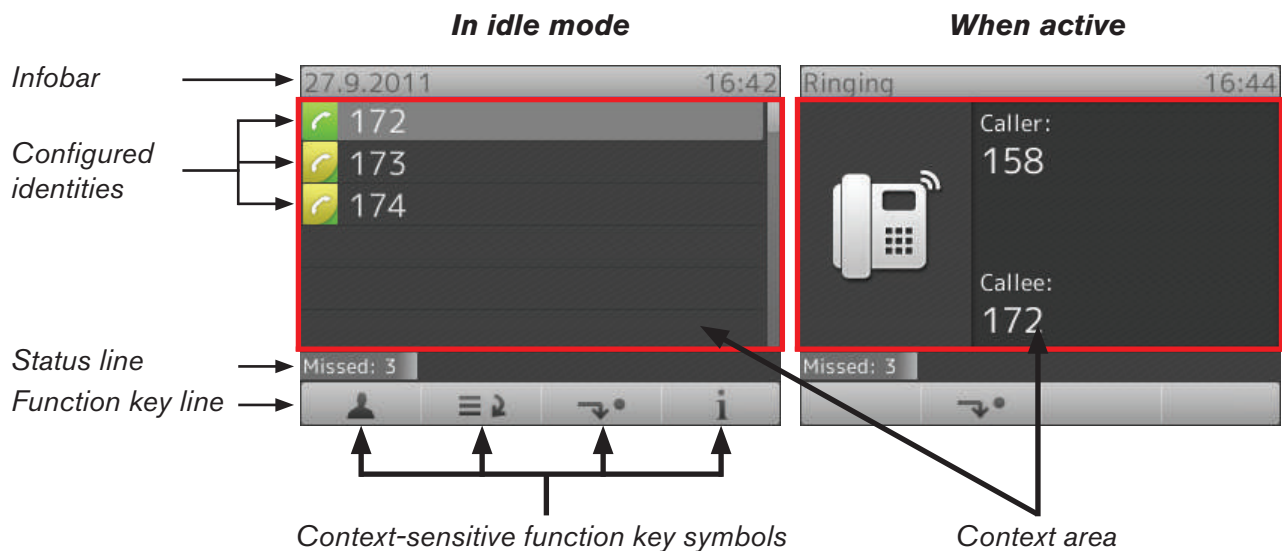 In idle mode
When active
Infobar
27.9.2011 16:42
Ringing 16:44
Configured
identities
172
173
174
Caller:
158
Callee:
172
Status line
Missed: 3
Missed: 3
Function key line
i
Context-sensitive function key symbols
Context area